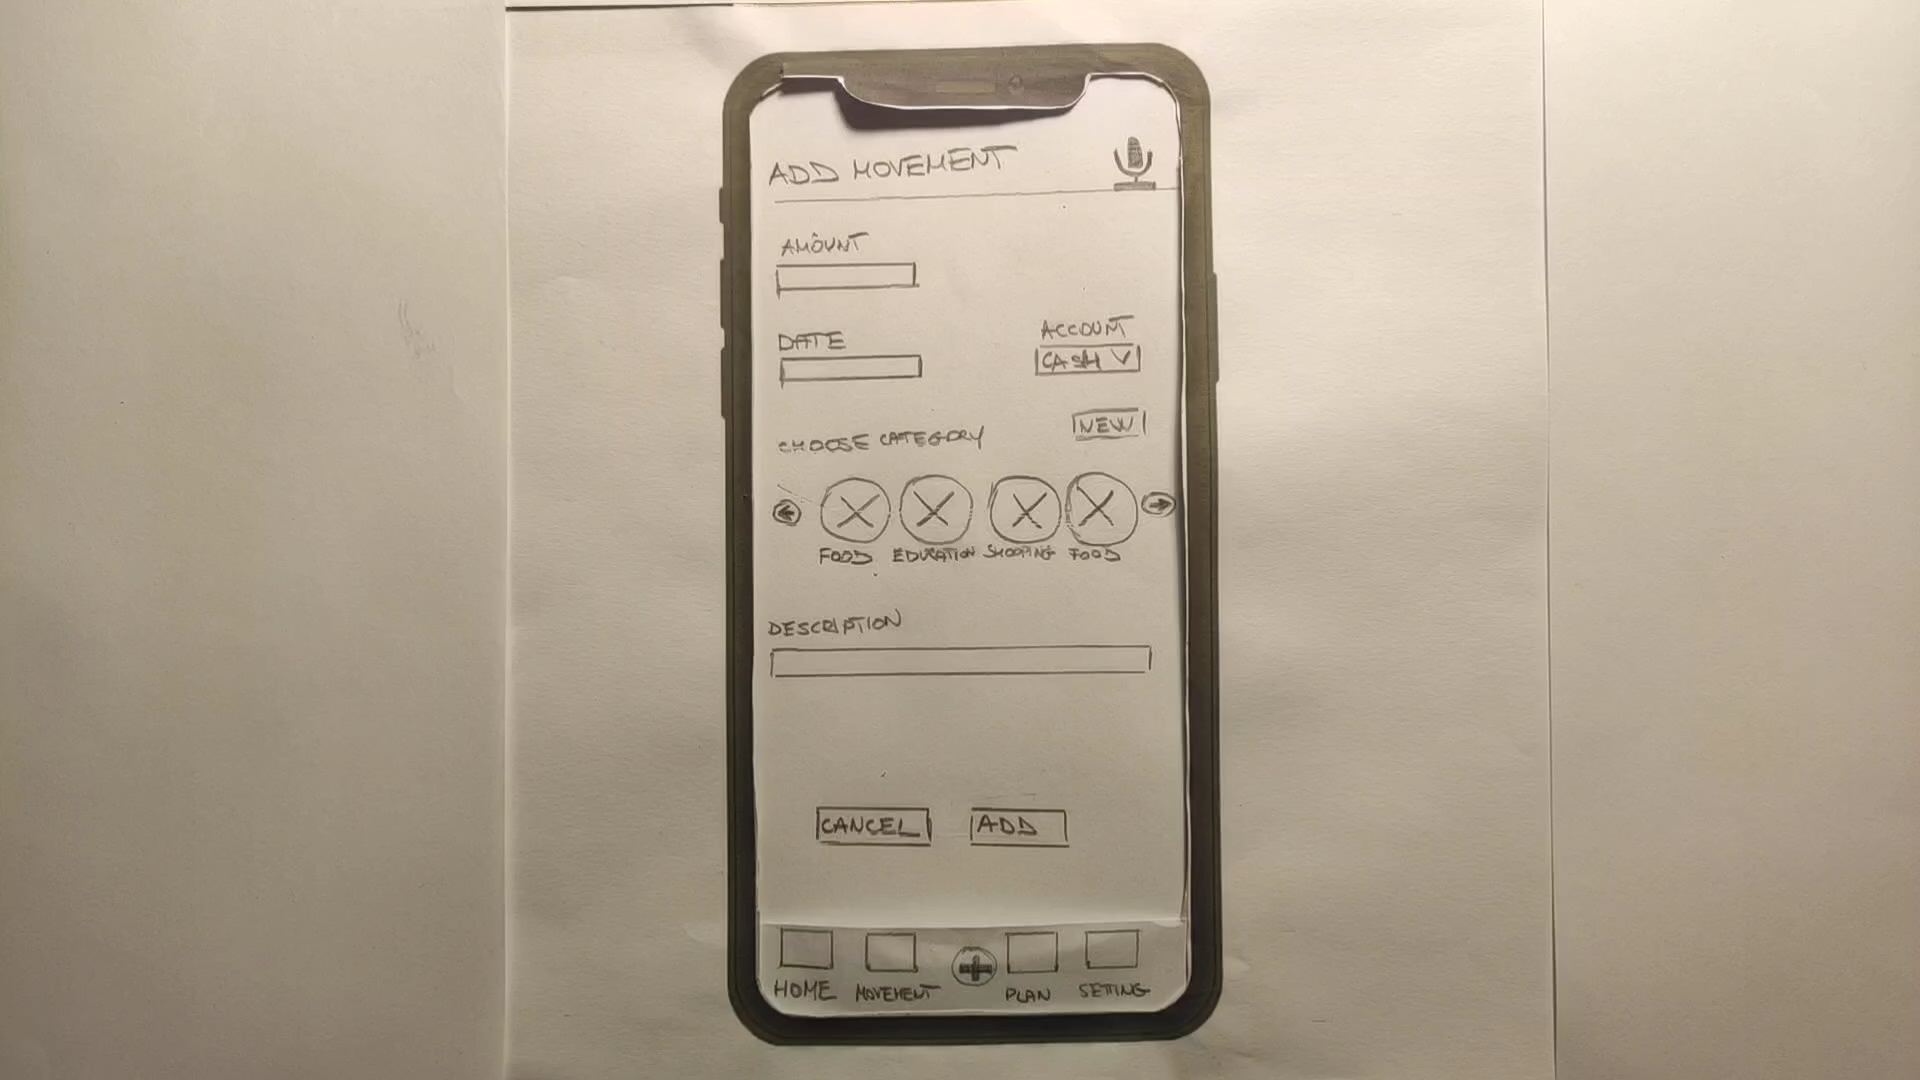 ADD MOVEMENT
AMOUNT
DATE
ACCOUNT
CASH V
CHOOSE CATEGORY
NEW
FOOD EDUCATION SHOOPING FOOD
DESCRIPTION
CANCEL ADD
HOME MOVEMENT PLAN SETTING